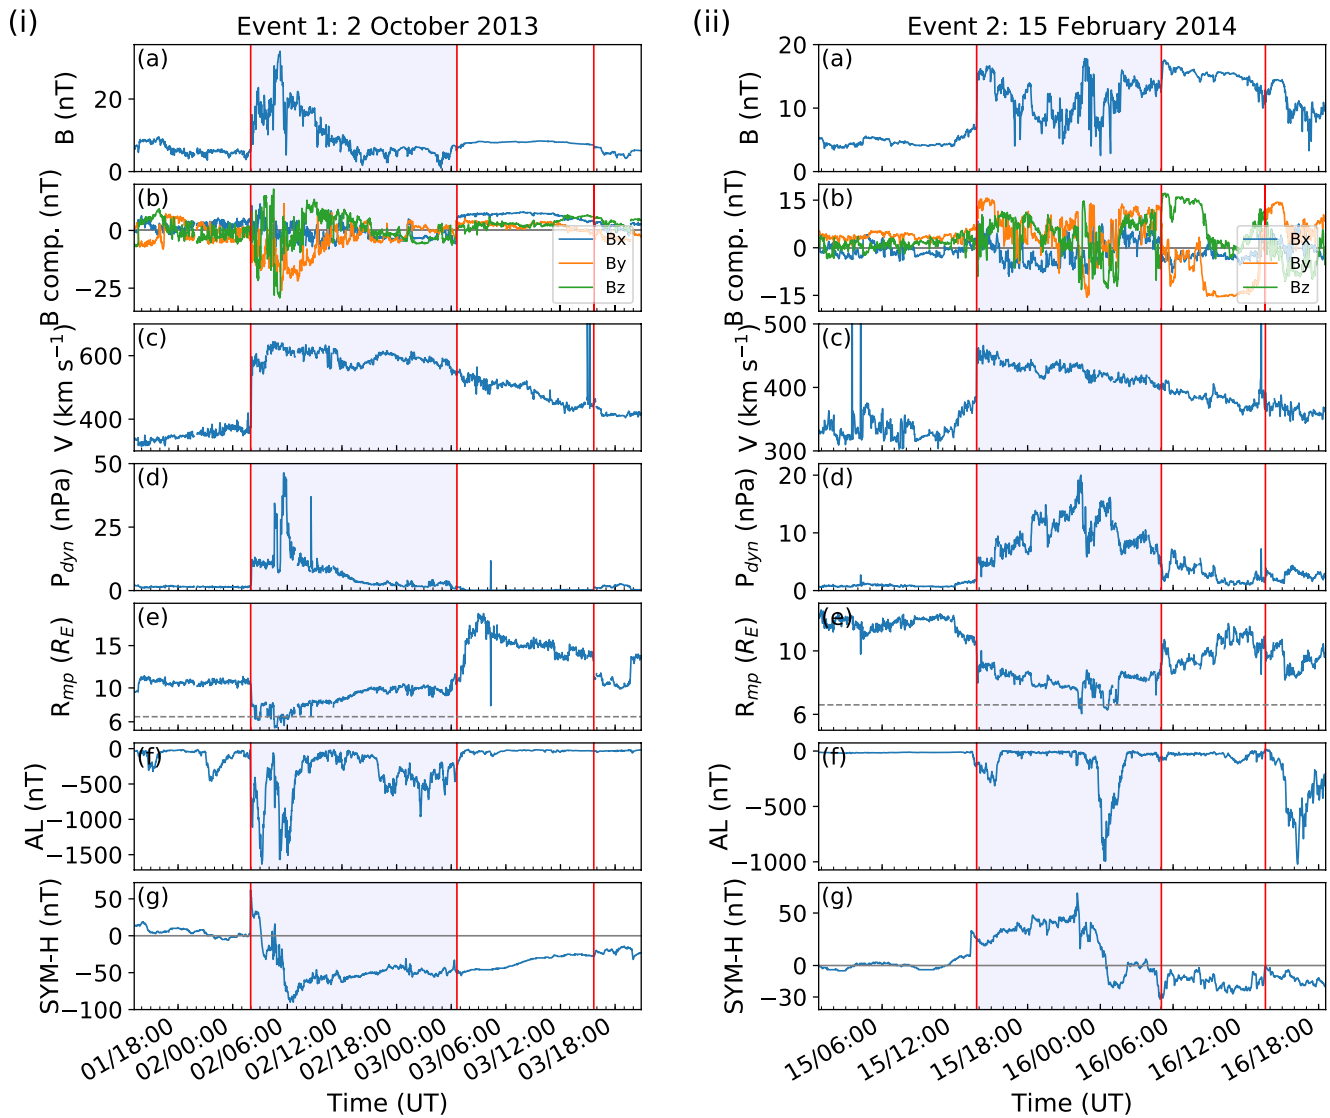 (i)
Event 1: 2 October 2013
(a)
B (nT)
20
0
(b)
B comp. (nT)
0
−25
Bx
By
Bz
(c)
V (km s⁻¹)
600
400
(d)
P_dyn (nPa)
50
25
0
(e)
R_mp (R_E)
15
10
6
(f)
AL (nT)
0
−500
−1000
−1500
(g)
SYM-H (nT)
50
0
−50
−100
01/18:00
02/00:00
02/06:00
02/12:00
02/18:00
03/00:00
03/06:00
03/12:00
03/18:00
Time (UT)
(ii)
Event 2: 15 February 2014
(a)
B (nT)
20
10
0
(b)
B comp. (nT)
15
0
−15
Bx
By
Bz
(c)
V (km s⁻¹)
500
400
300
(d)
P_dyn (nPa)
20
10
0
(e)
R_mp (R_E)
10
6
(f)
AL (nT)
0
−500
−1000
(g)
SYM-H (nT)
50
0
−30
15/06:00
15/12:00
15/18:00
16/00:00
16/06:00
16/12:00
16/18:00
Time (UT)